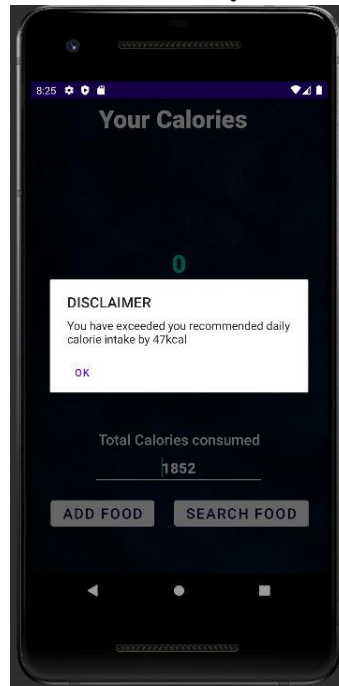 8:25
Your Calories
0
DISCLAIMER
You have exceeded you recommended daily
calorie intake by 47kcal
OK
Total Calories consumed
1852
ADD FOOD SEARCH FOOD